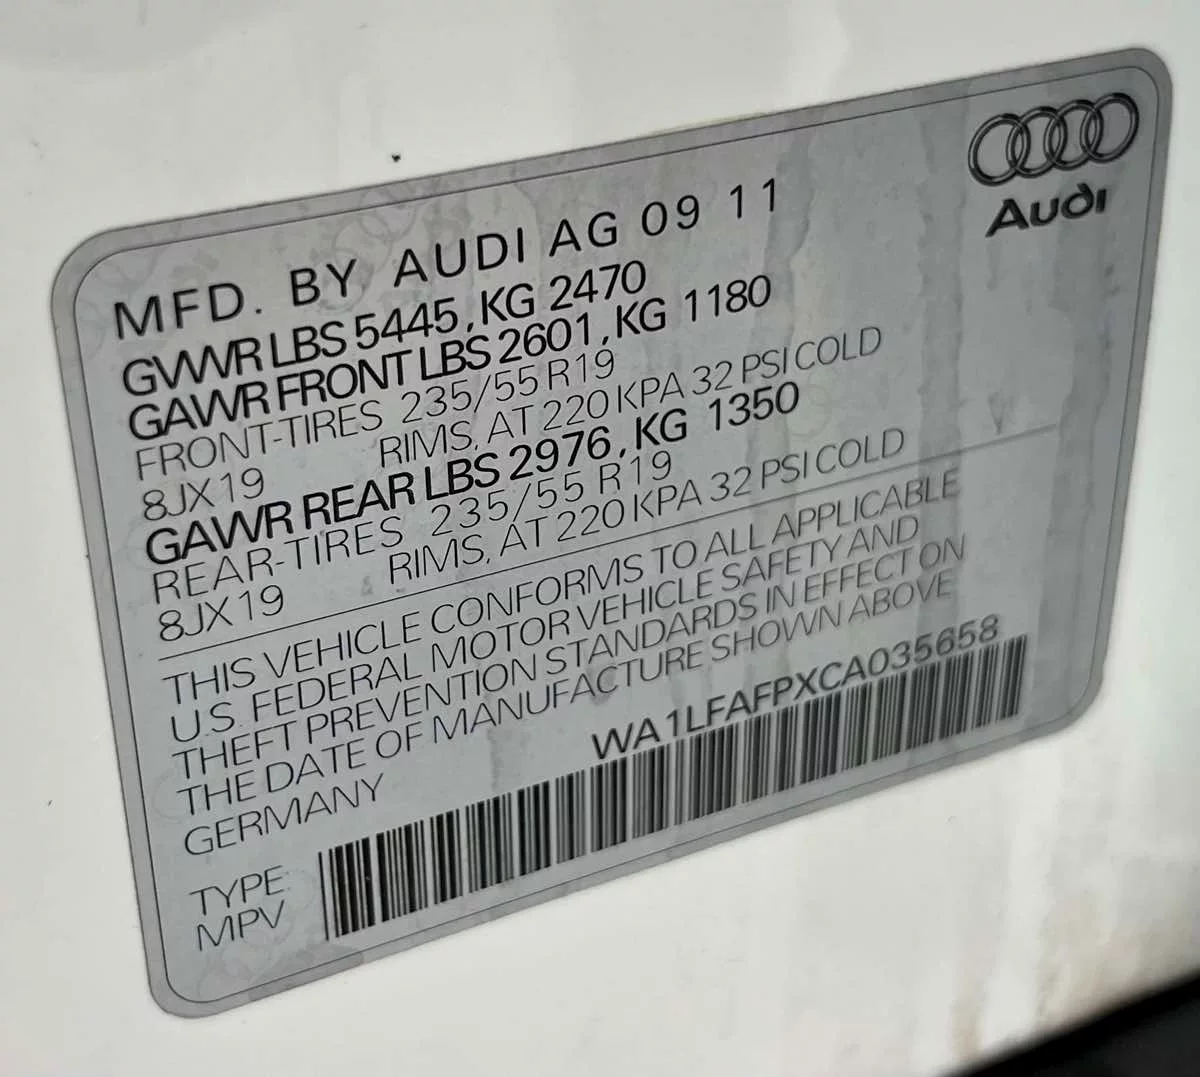 Audi
MFD. BY AUDI AG 09 11
GVWR LBS 5445, KG 2470
GAWR FRONT LBS 2601, KG 1180
FRONT-TIRES 235/55 R19
8JX19 RIMS, AT 220 KPA 32 PSI COLD
GAWR REAR LBS 2976, KG 1350
REAR-TIRES 235/55 R19
8JX19 RIMS, AT 220 KPA 32 PSI COLD
THIS VEHICLE CONFORMS TO ALL APPLICABLE
U.S. FEDERAL MOTOR VEHICLE SAFETY AND
THEFT PREVENTION STANDARDS IN EFFECT ON
THE DATE OF MANUFACTURE SHOWN ABOVE
GERMANY WA1LFAFPXCA035658
TYPE
MPV